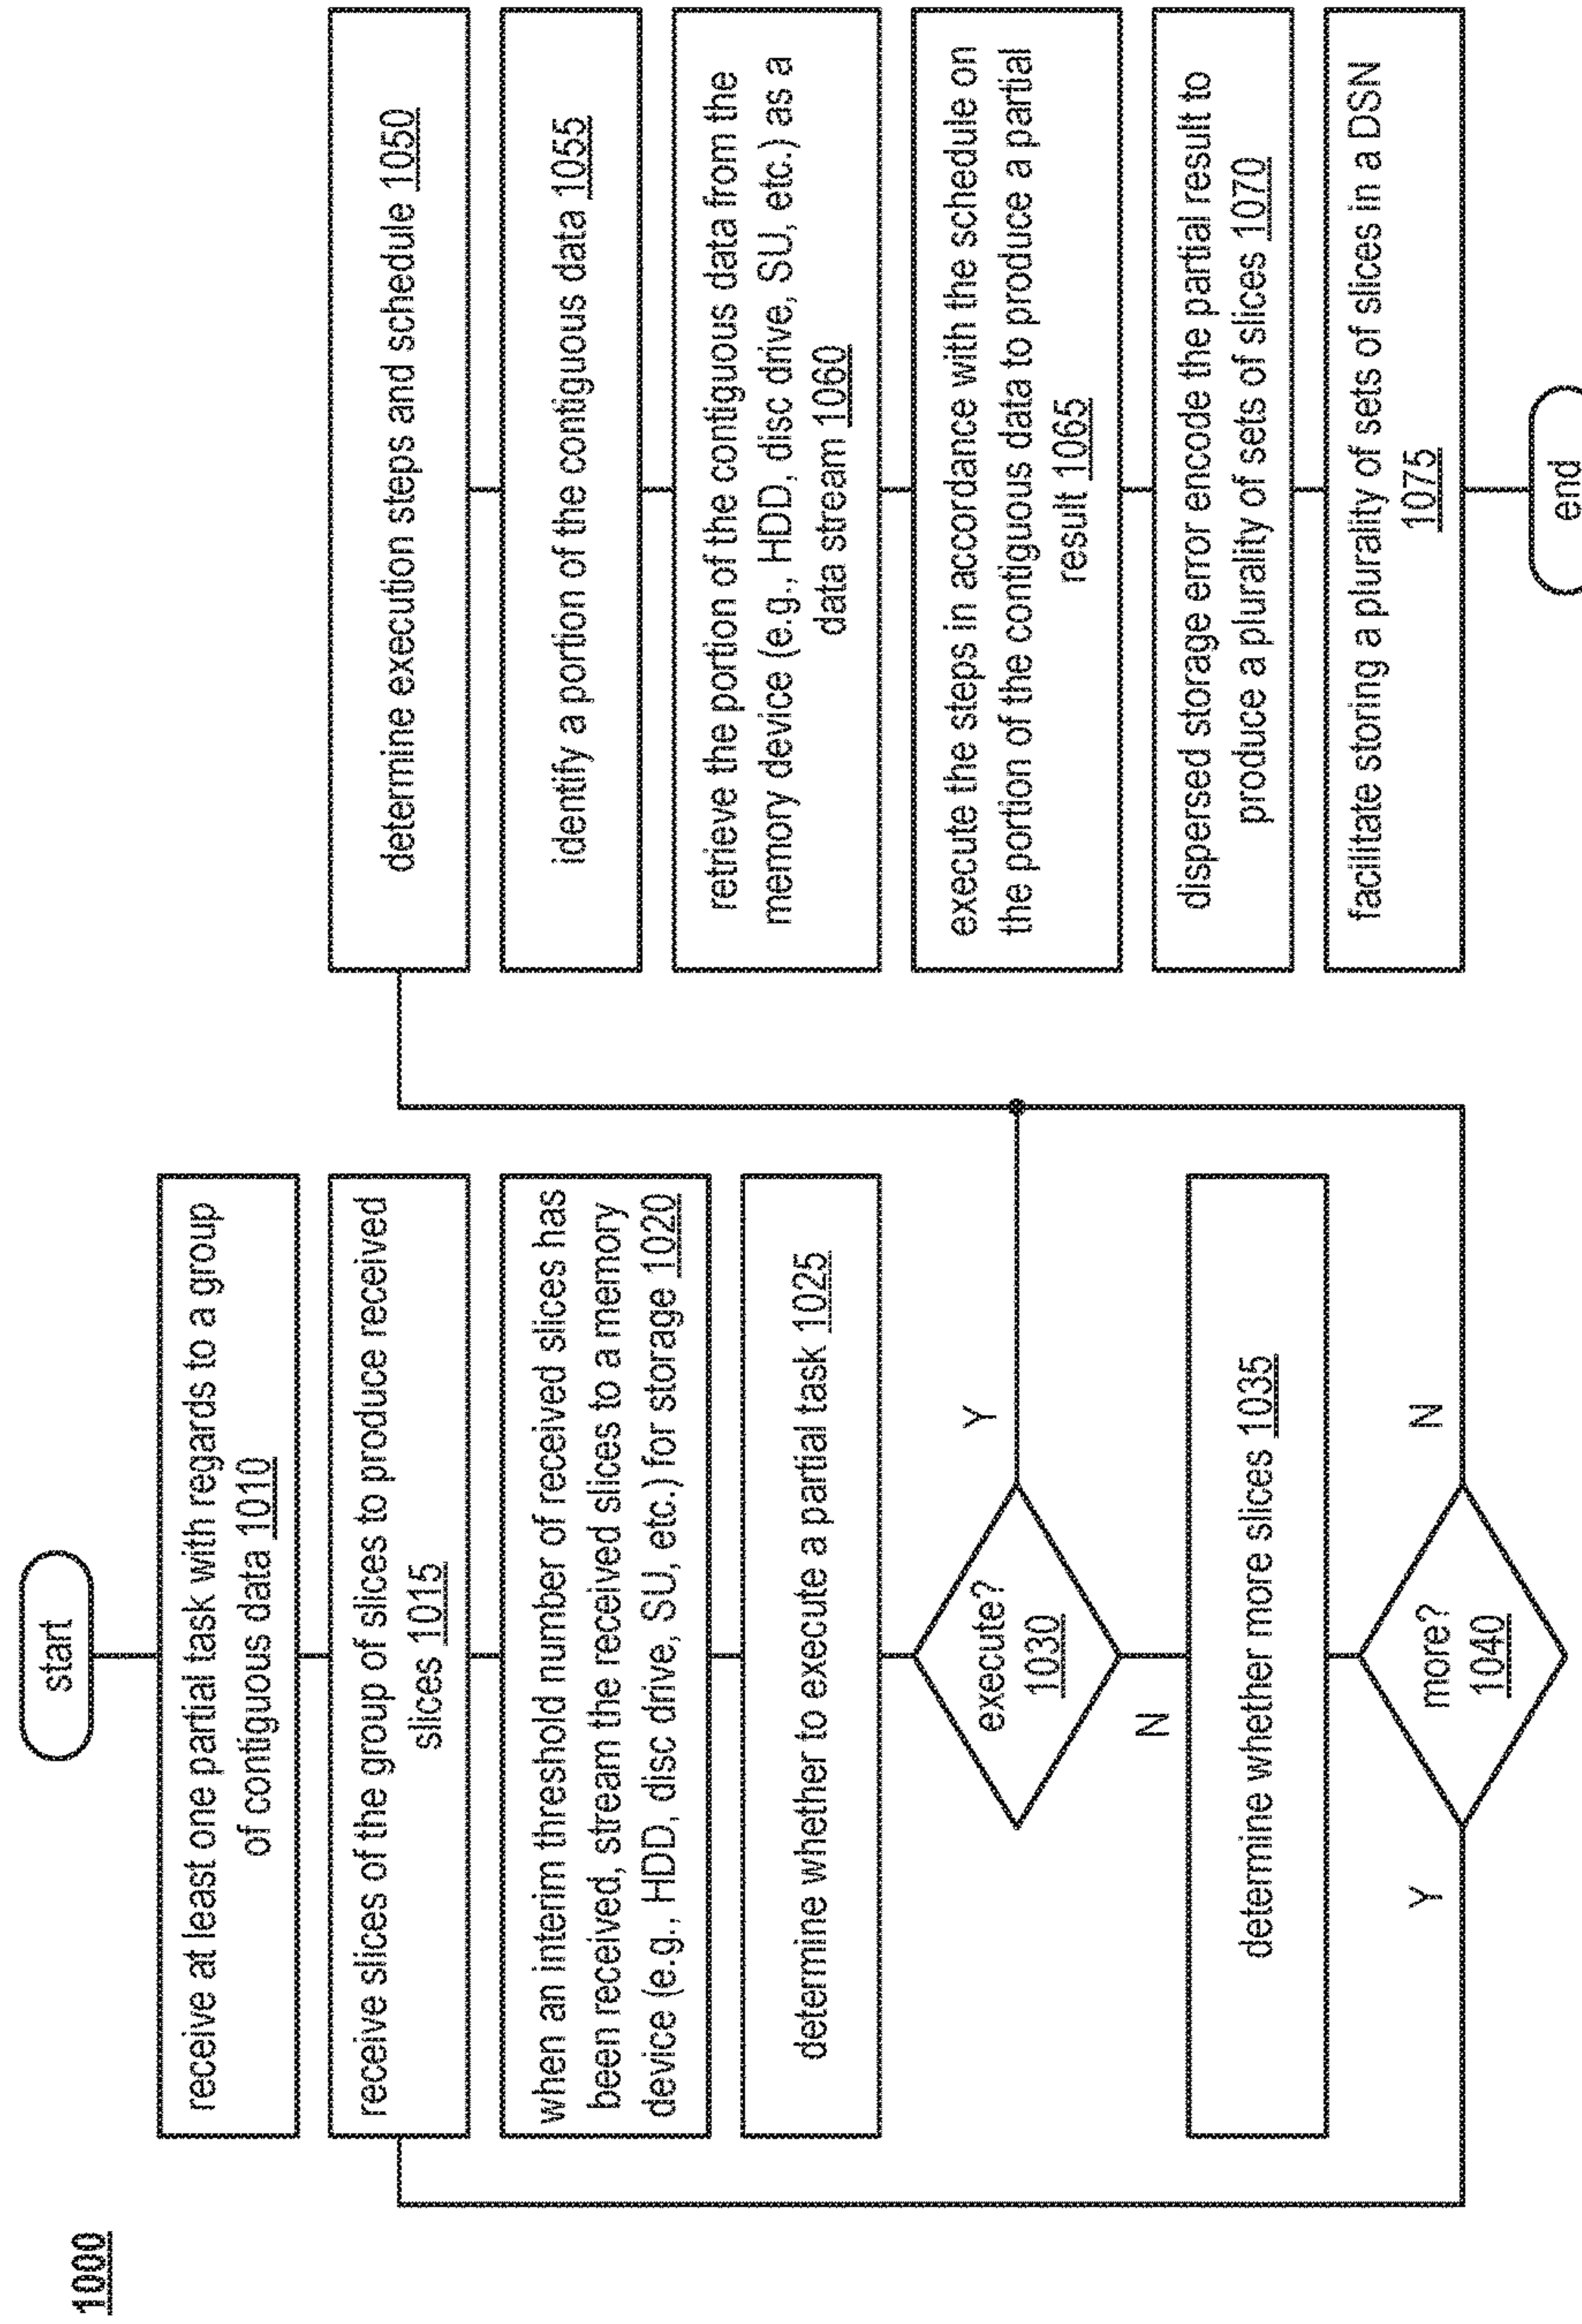 1000
start
receive at least one partial task with regards to a group
of contiguous data 1010
receive slices of the group of slices to produce received
slices 1015
when an interim threshold number of received slices has
been received, stream the received slices to a memory
device (e.g., HDD, disc drive, SU, etc.) for storage 1020
determine whether to execute a partial task 1025
execute?
1030
Y
N
determine whether more slices 1035
more?
1040
Y
N
determine execution steps and schedule 1050
identify a portion of the contiguous data 1055
retrieve the portion of the contiguous data from the
memory device (e.g., HDD, disc drive, SU, etc.) as a
data stream 1060
execute the steps in accordance with the schedule on
the portion of the contiguous data to produce a partial
result 1065
dispersed storage error encode the partial result to
produce a plurality of sets of slices 1070
facilitate storing a plurality of sets of slices in a DSN
1075
end